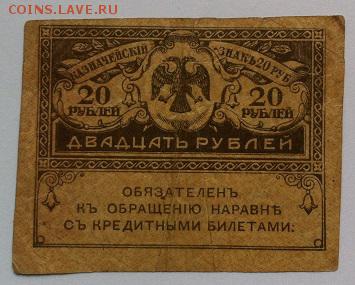 COINS.LAVE.RU
КАЗНАЧЕЙСКІЙ ЗНАКЪ 20 РУБ
20 20
РУБЛЕЙ РУБЛЕЙ
ДВАДЦАТЬ РУБЛЕЙ
ОБЯЗАТЕЛЕНЪ
КЪ ОБРАЩЕНІЮ НАРАВНѢ
СЪ КРЕДИТНЫМИ БИЛЕТАМИ.